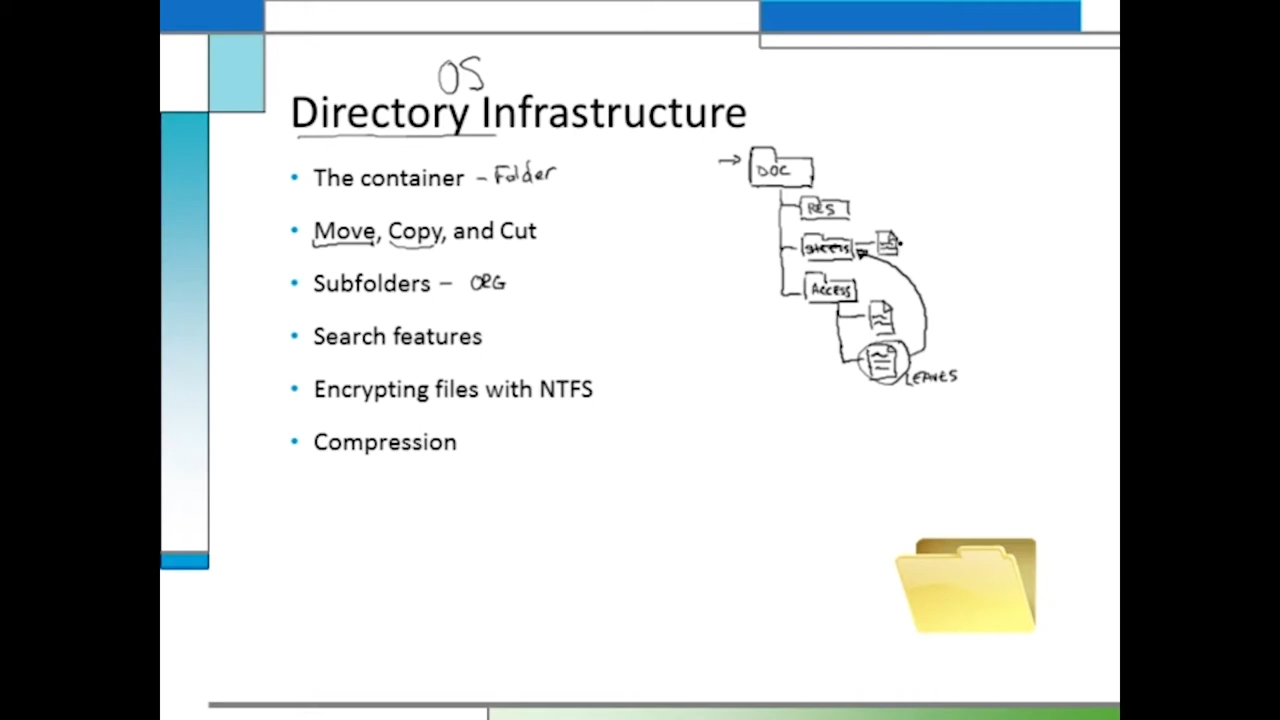 OS
Directory Infrastructure
• The container - Folder
• Move, Copy, and Cut
• Subfolders - ORG
• Search features
• Encrypting files with NTFS
• Compression
DOC
RES
SHEETS
ACCESS
LEAVES